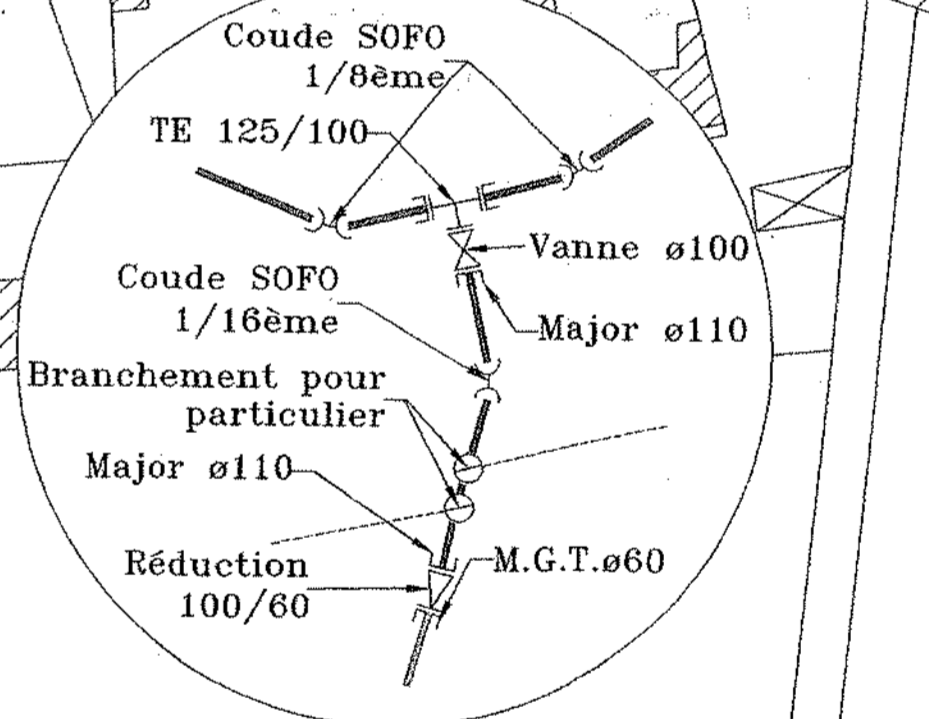 Coude SOFO
1/8ème
TE 125/100
Vanne ø100
Coude SOFO
1/16ème
Major ø110
Branchement pour
particulier
Major ø110
Réduction
100/60
M.G.T.ø60